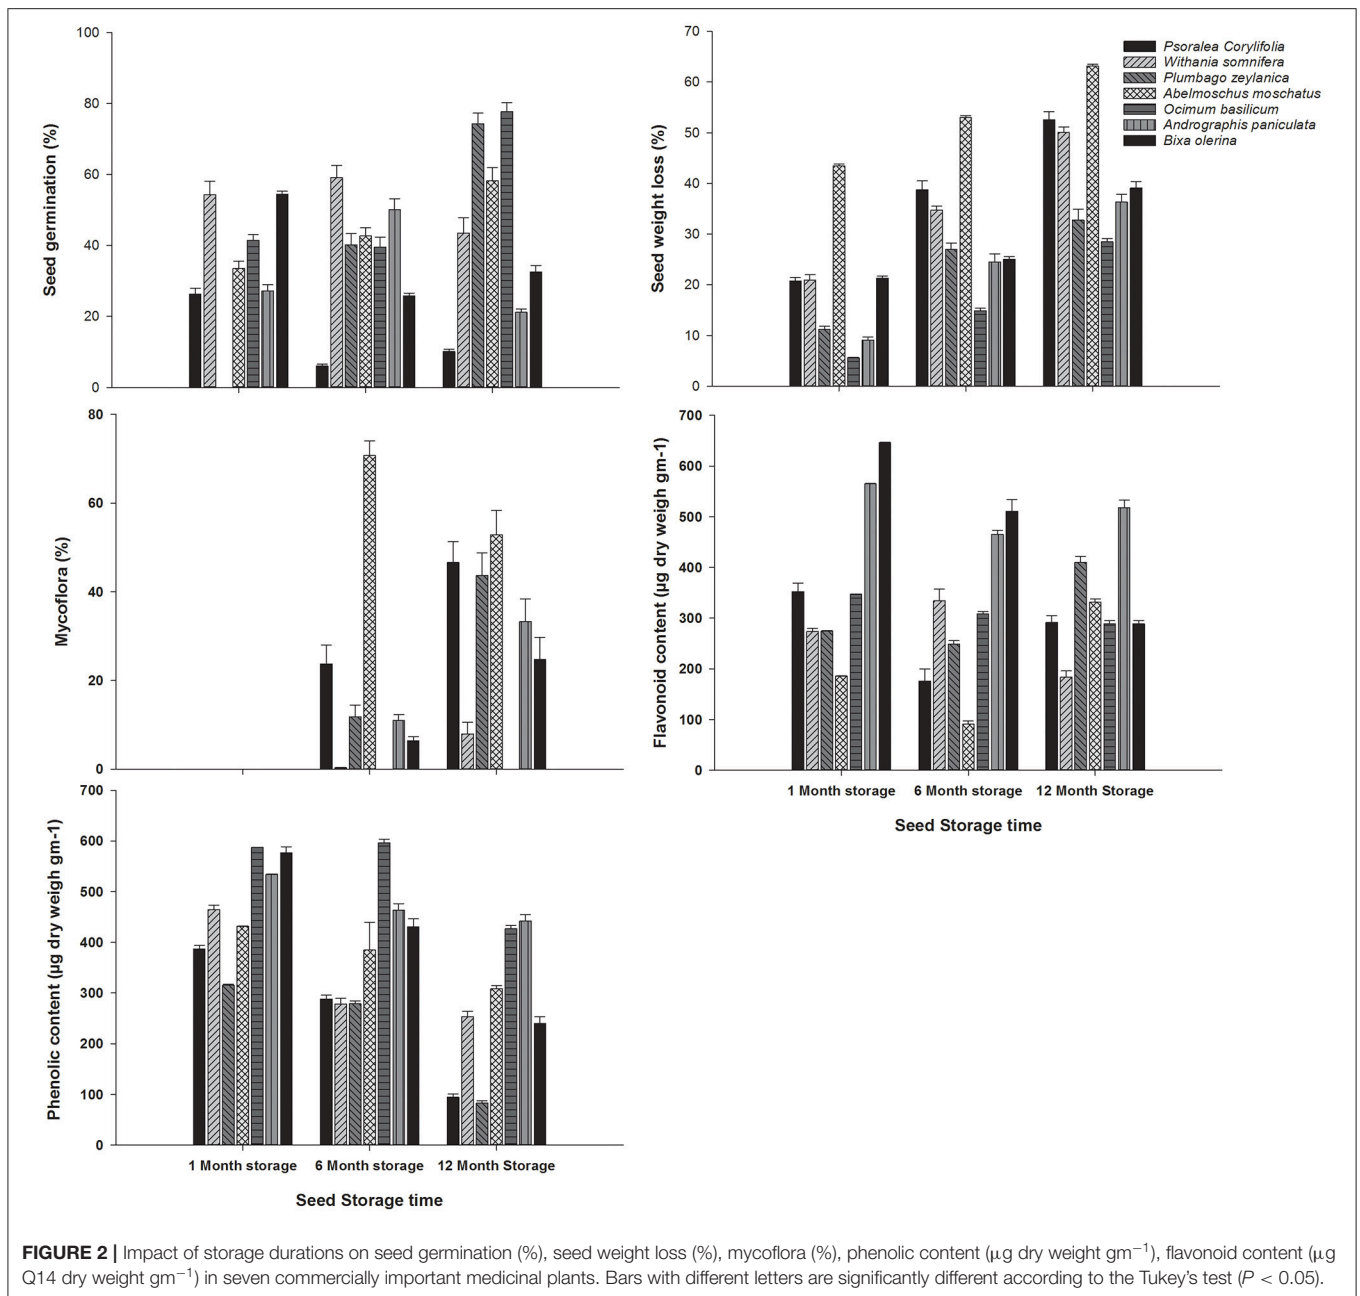 100
80
60
40
20
0
Seed germination (%)
70
60
50
40
30
20
10
0
Seed weight loss (%)
Psoralea Corylifolia
Withania somnifera
Plumbago zeylanica
Abelmoschus moschatus
Ocimum basilicum
Andrographis paniculata
Bixa olerina
80
60
40
20
0
Mycoflora (%)
700
600
500
400
300
200
100
0
Flavonoid content (µg dry weigh gm-1)
1 Month storage 6 Month storage 12 Month Storage
Seed Storage time
700
600
500
400
300
200
100
0
Phenolic content (µg dry weigh gm-1)
1 Month storage 6 Month storage 12 Month Storage
Seed Storage time
FIGURE 2 | Impact of storage durations on seed germination (%), seed weight loss (%), mycoflora (%), phenolic content (µg dry weight gm⁻¹), flavonoid content (µg
Q14 dry weight gm⁻¹) in seven commercially important medicinal plants. Bars with different letters are significantly different according to the Tukey's test (P < 0.05).